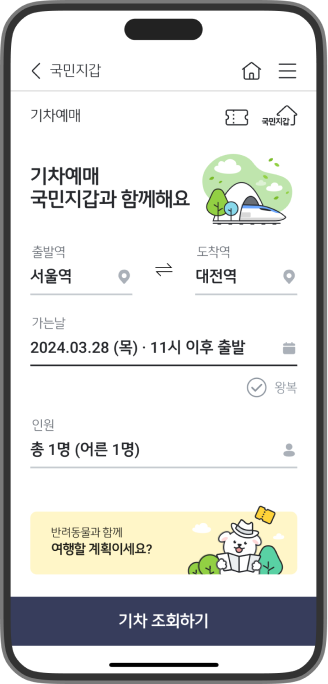 국민지갑
기차예매
국민지갑
기차예매
국민지갑과 함께해요
출발역
도착역
서울역
대전역
가는날
2024.03.28 (목) · 11시 이후 출발
왕복
인원
총 1명 (어른 1명)
반려동물과 함께
여행할 계획이세요?
기차 조회하기